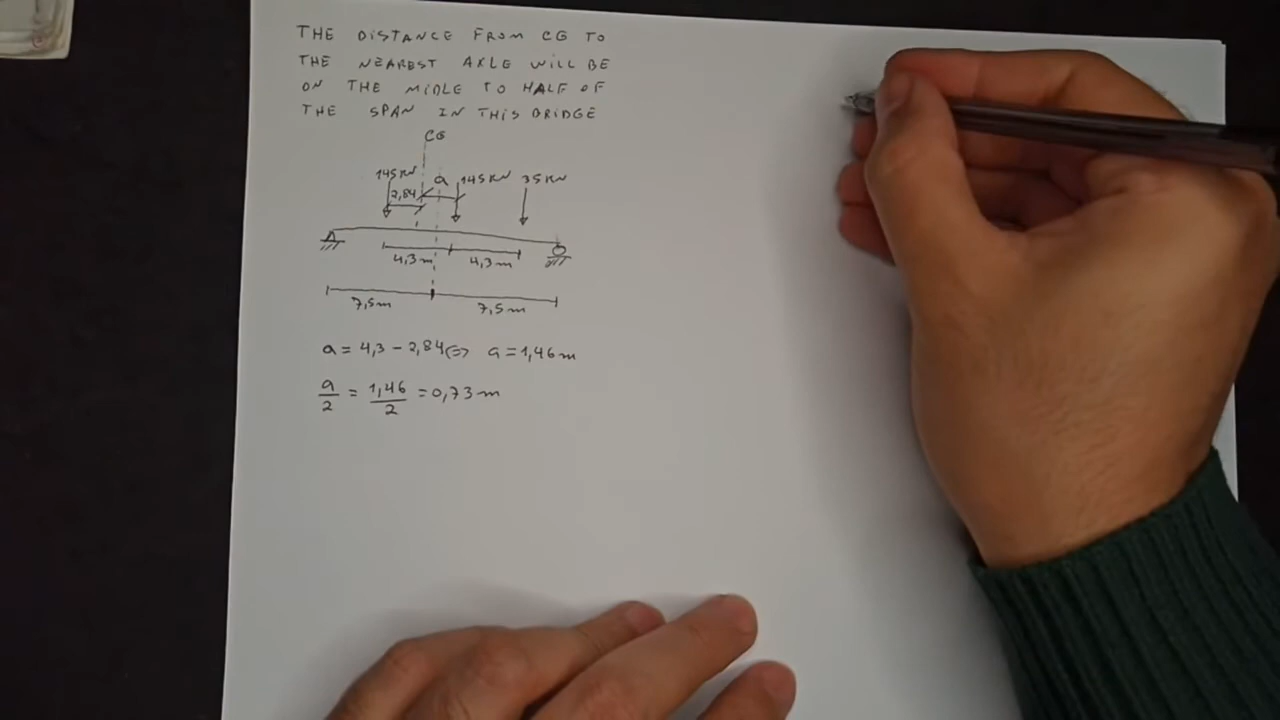 THE DISTANCE FROM CG TO
THE NEAREST AXLE WILL BE
ON THE MIDLE TO HALF OF
THE SPAN IN THIS BRIDGE
CG
145KN a 145KN 35KN
2,84
4,3m 4,3m
7,5m 7,5m
a = 4,3 - 2,84 <=> a = 1,46m
a/2 = 1,46/2 = 0,73m